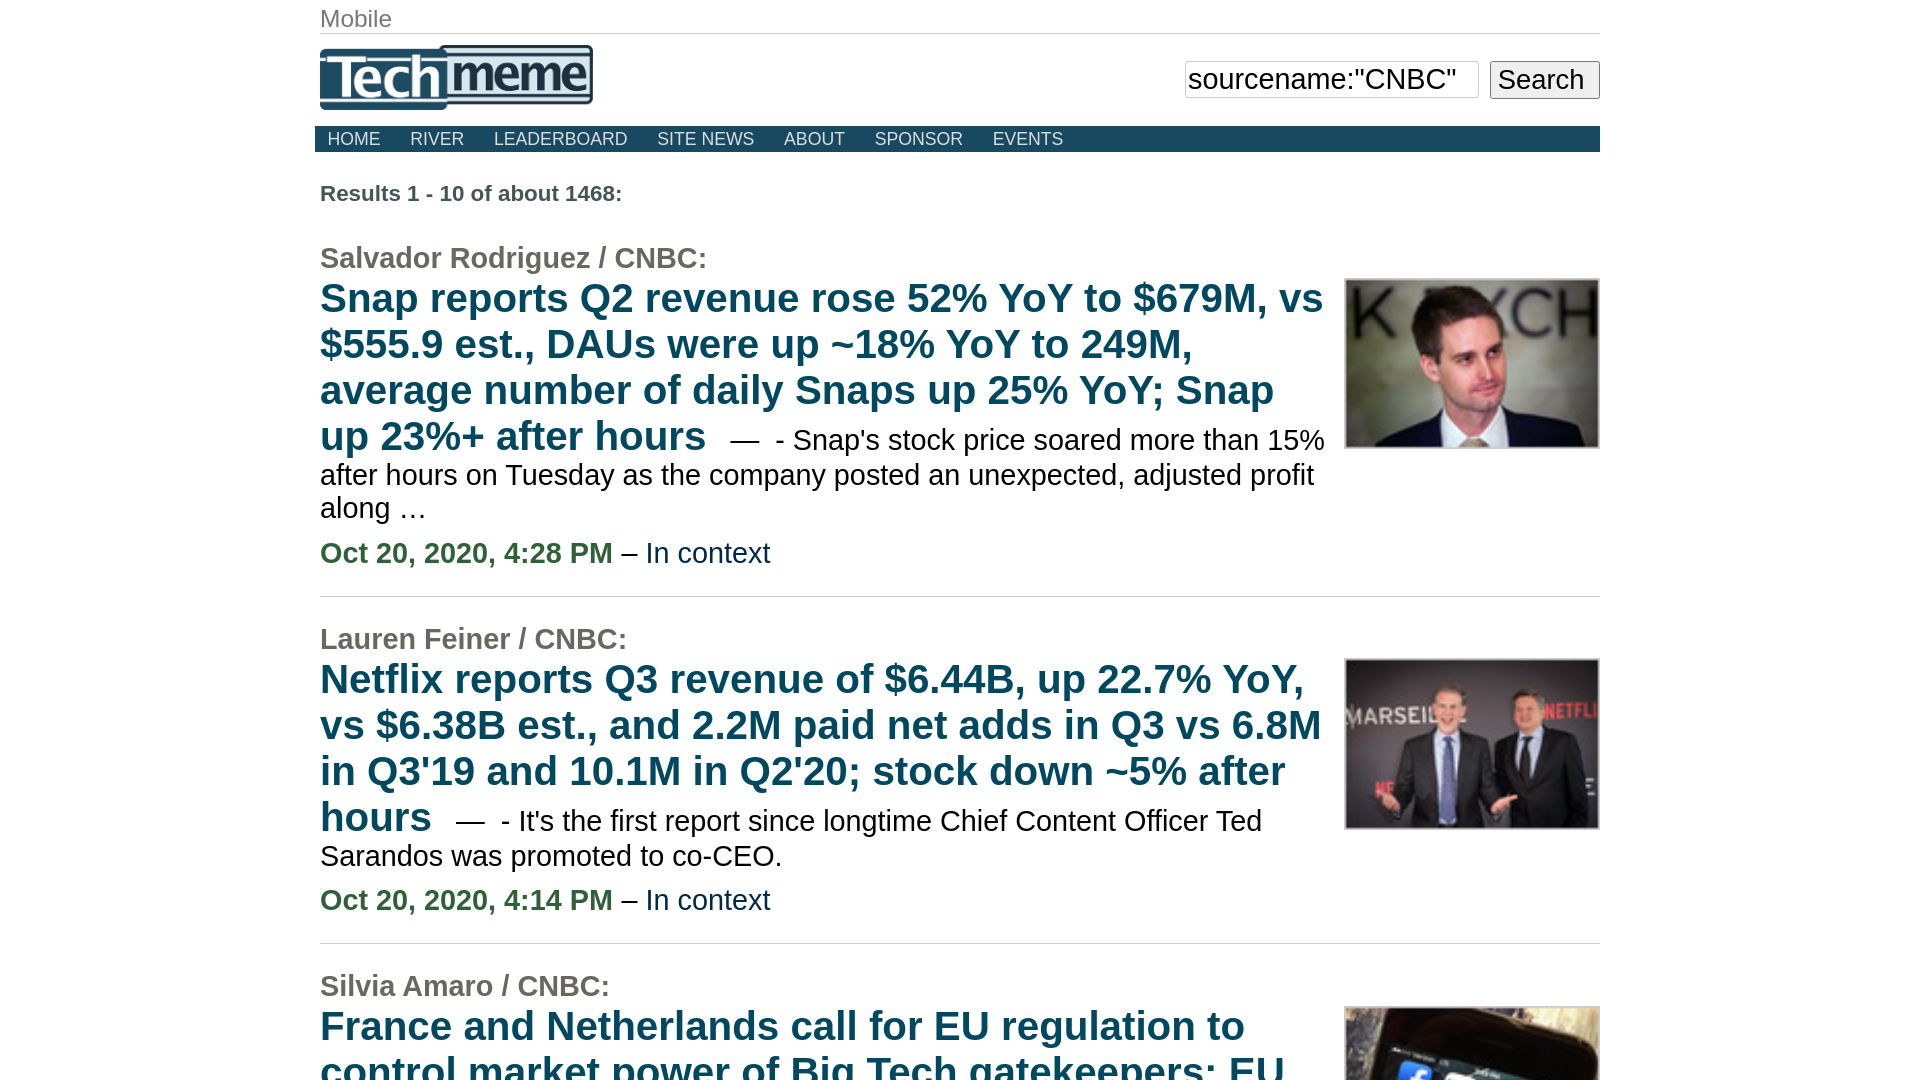 Mobile
Techmeme
sourcename:"CNBC" Search
HOME RIVER LEADERBOARD SITE NEWS ABOUT SPONSOR EVENTS
Results 1 - 10 of about 1468:
Salvador Rodriguez / CNBC:
Snap reports Q2 revenue rose 52% YoY to $679M, vs
$555.9 est., DAUs were up ~18% YoY to 249M,
average number of daily Snaps up 25% YoY; Snap
up 23%+ after hours — - Snap's stock price soared more than 15%
after hours on Tuesday as the company posted an unexpected, adjusted profit
along …
Oct 20, 2020, 4:28 PM – In context
Lauren Feiner / CNBC:
Netflix reports Q3 revenue of $6.44B, up 22.7% YoY,
vs $6.38B est., and 2.2M paid net adds in Q3 vs 6.8M
in Q3'19 and 10.1M in Q2'20; stock down ~5% after
hours — - It's the first report since longtime Chief Content Officer Ted
Sarandos was promoted to co-CEO.
Oct 20, 2020, 4:14 PM – In context
Silvia Amaro / CNBC:
France and Netherlands call for EU regulation to
control market power of Big Tech gatekeepers; EU